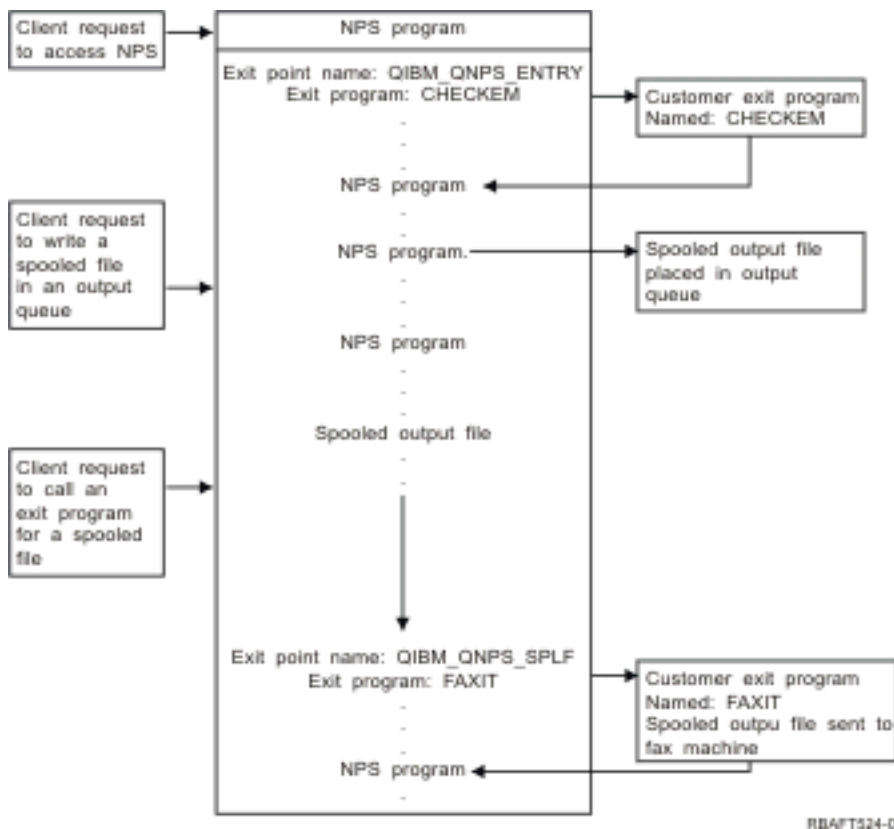 Client request
to access NPS
NPS program
Exit point name: QIBM_QNPS_ENTRY
Exit program: CHECKEM
Customer exit program
Named: CHECKEM
NPS program
Client request
to write a
spooled file
in an output
queue
NPS program.
Spooled output file
placed in output
queue
NPS program
Spooled output file
Client request
to call an
exit program
for a spooled
file
Exit point name: QIBM_QNPS_SPLF
Exit program: FAXIT
Customer exit program
Named: FAXIT
Spooled outpu file sent to
fax machine
NPS program